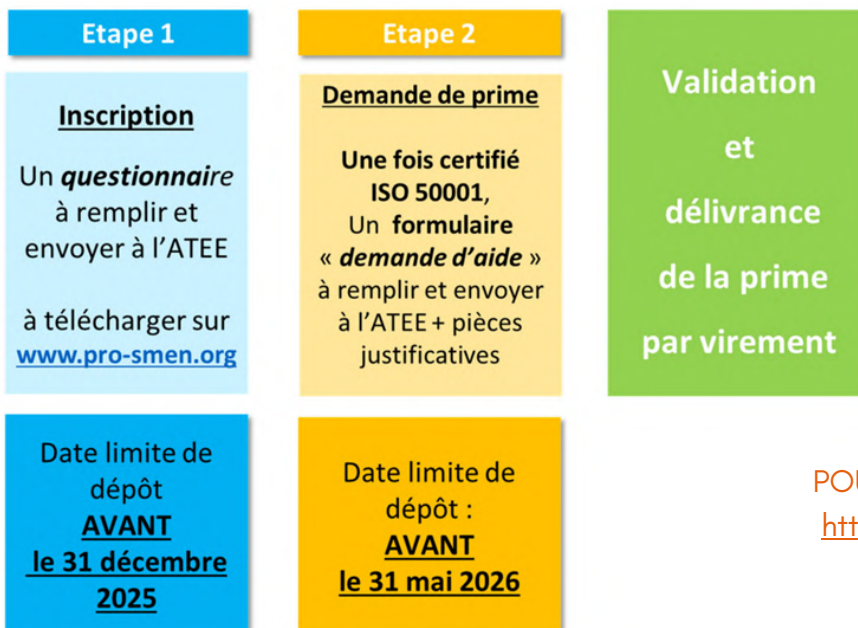 Etape 1
Inscription
Un questionnaire
à remplir et
envoyer à l'ATEE
à télécharger sur
www.pro-smen.org
Date limite de
dépôt
AVANT
le 31 décembre
2025
Etape 2
Demande de prime
Une fois certifié
ISO 50001,
Un formulaire
« demande d'aide »
à remplir et envoyer
à l'ATEE + pièces
justificatives
Date limite de
dépôt :
AVANT
le 31 mai 2026
Validation
et
délivrance
de la prime
par virement